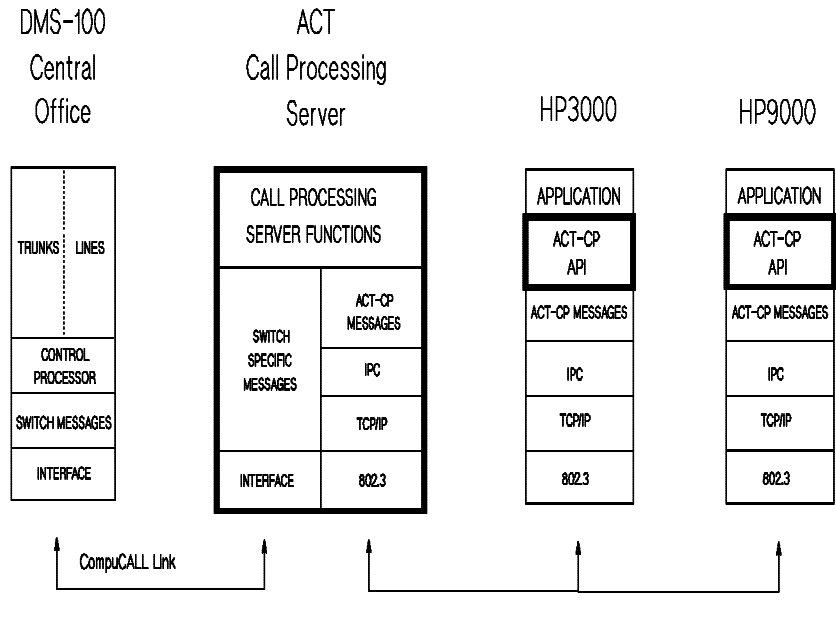 DMS-100
Central
Office
ACT
Call Processing
Server
HP3000
HP9000
TRUNKS
LINES
CONTROL
PROCESSOR
SWITCH MESSAGES
INTERFACE
CALL PROCESSING
SERVER FUNCTIONS
SWITCH
SPECIFIC
MESSAGES
INTERFACE
ACT-CP
MESSAGES
IPC
TCP/IP
802.3
APPLICATION
ACT-CP
API
ACT-CP MESSAGES
IPC
TCP/IP
802.3
APPLICATION
ACT-CP
API
ACT-CP MESSAGES
IPC
TCP/IP
802.3
CompuCALL Link